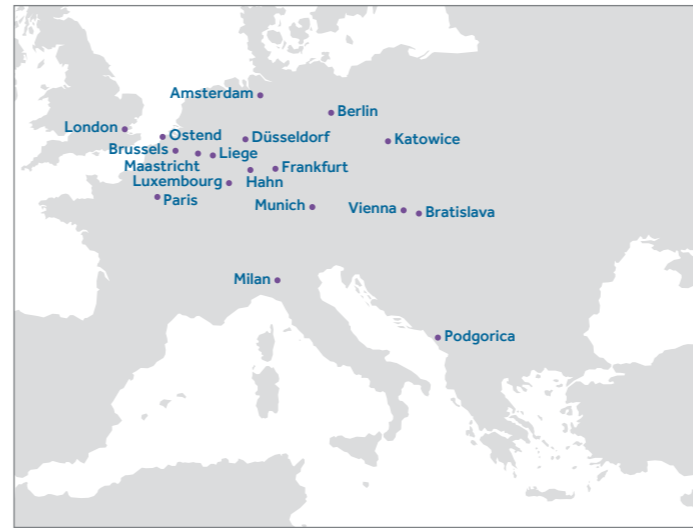 Amsterdam
Berlin
London
Ostend
Düsseldorf
Katowice
Brussels
Liege
Maastricht
Frankfurt
Luxembourg
Hahn
Paris
Munich
Vienna
Bratislava
Milan
Podgorica